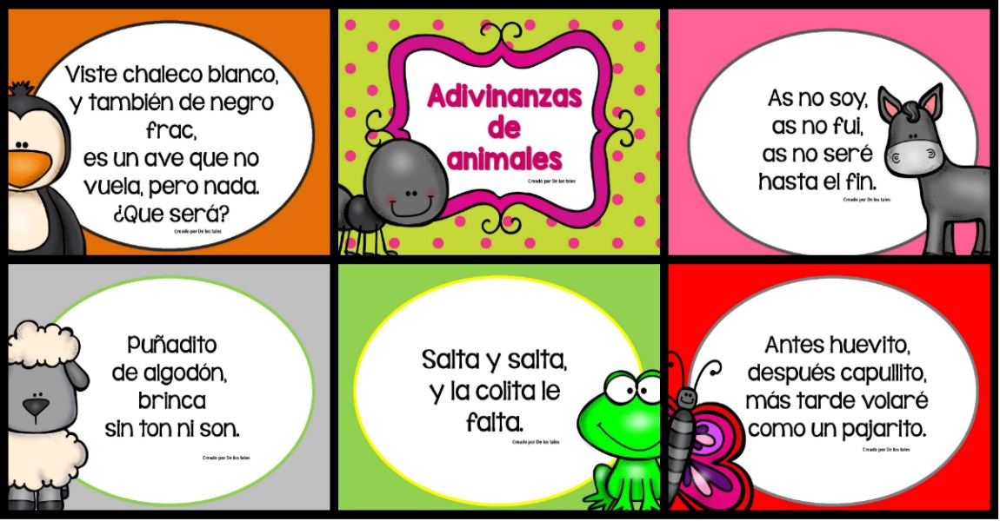 Viste chaleco blanco,
y también de negro
frac,
es un ave que no
vuela, pero nada.
¿Que será?
Creado por De los tales
Adivinanzas
de
animales
Creado por De los tales
As no soy,
as no fui,
as no seré
hasta el fin.
Creado por De los tales
Puñadito
de algodón,
brinca
sin ton ni son.
Creado por De los tales
Salta y salta,
y la colita le
falta.
Creado por De los tales
Antes huevito,
después capullito,
más tarde volaré
como un pajarito.
Creado por De los tales